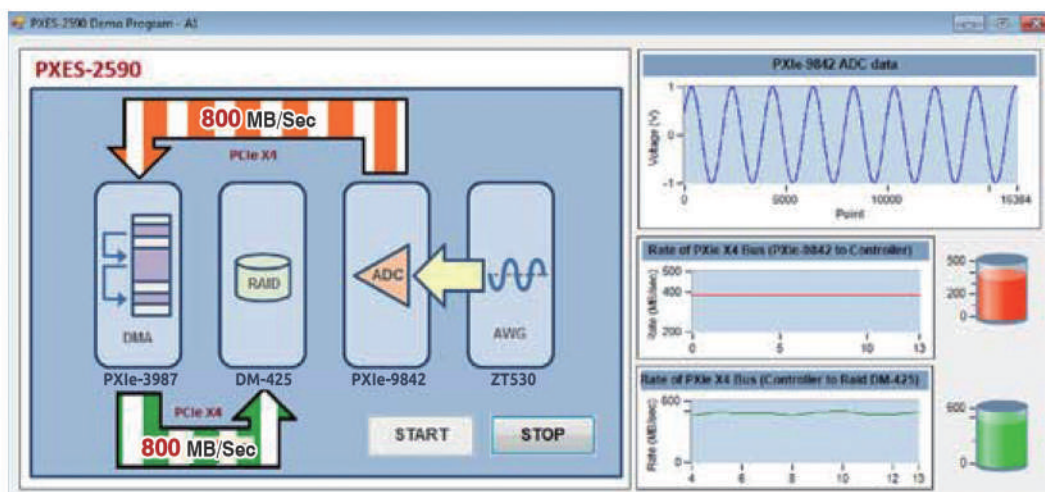 PXES-2590 Demo Program - A1
PXES-2590
800 MB/Sec
PCIe X4
DMA
RAID
ADC
AWG
PXIe-3987
DM-425
PXIe-9842
ZT530
PCIe X4
800 MB/Sec
START
STOP
PXIe-9842 ADC data
Voltage (V)
1
0
-1
0
5000
10000
16384
Point
Rate of PXIe X4 Bus (PXIe-9842 to Controller)
Rate (MB/sec)
500
400
200
0
5
10
13
500
200
0
Rate of PXIe X4 Bus (Controller to Raid DM-425)
Rate (MB/sec)
600
0
4
6
8
10
12
13
600
0